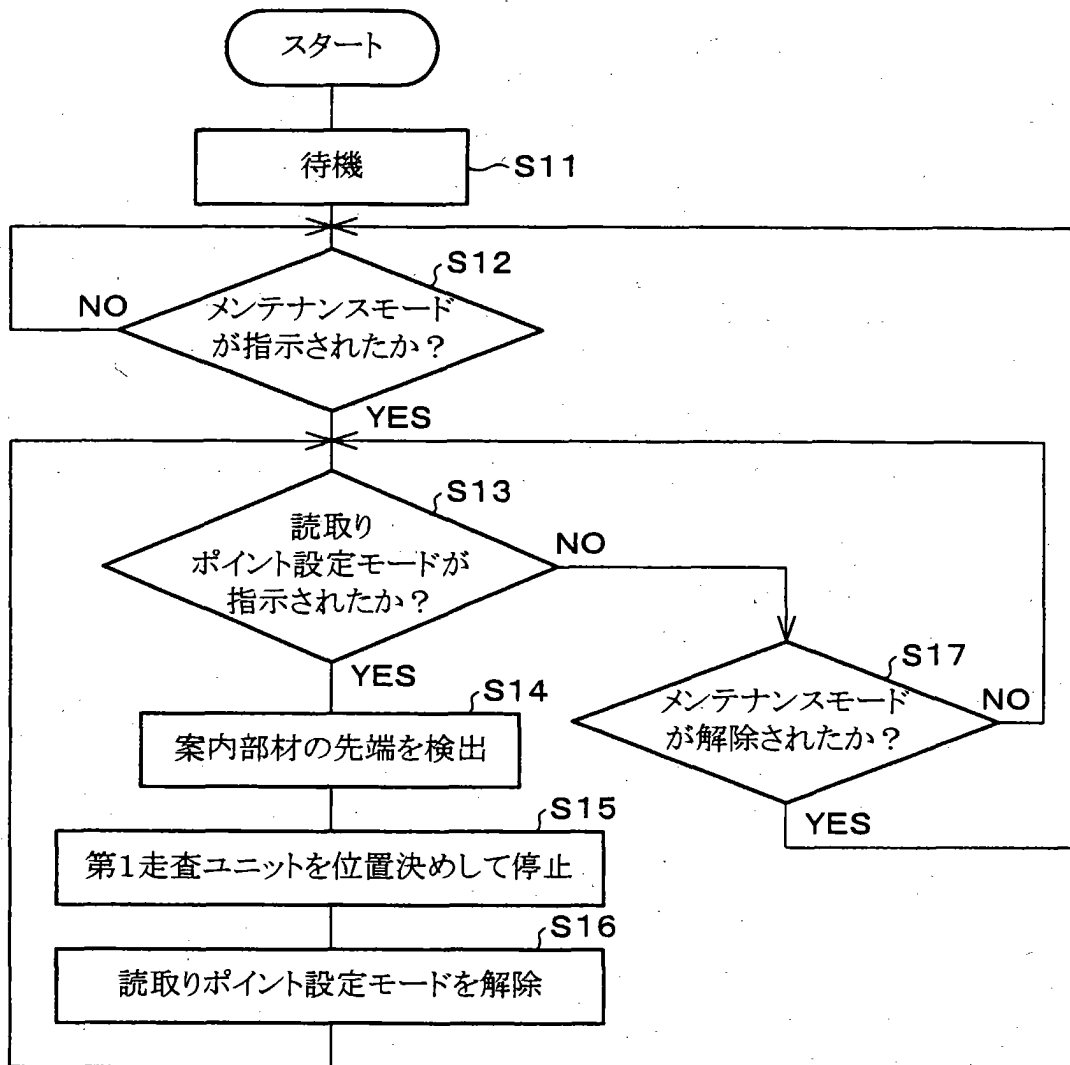 スタート
待機
S11
S12
メンテナンスモード
が指示されたか？
NO
YES
S13
読取り
ポイント設定モードが
指示されたか？
NO
YES
S17
メンテナンスモード
が解除されたか？
NO
YES
S14
案内部材の先端を検出
S15
第1走査ユニットを位置決めして停止
S16
読取りポイント設定モードを解除